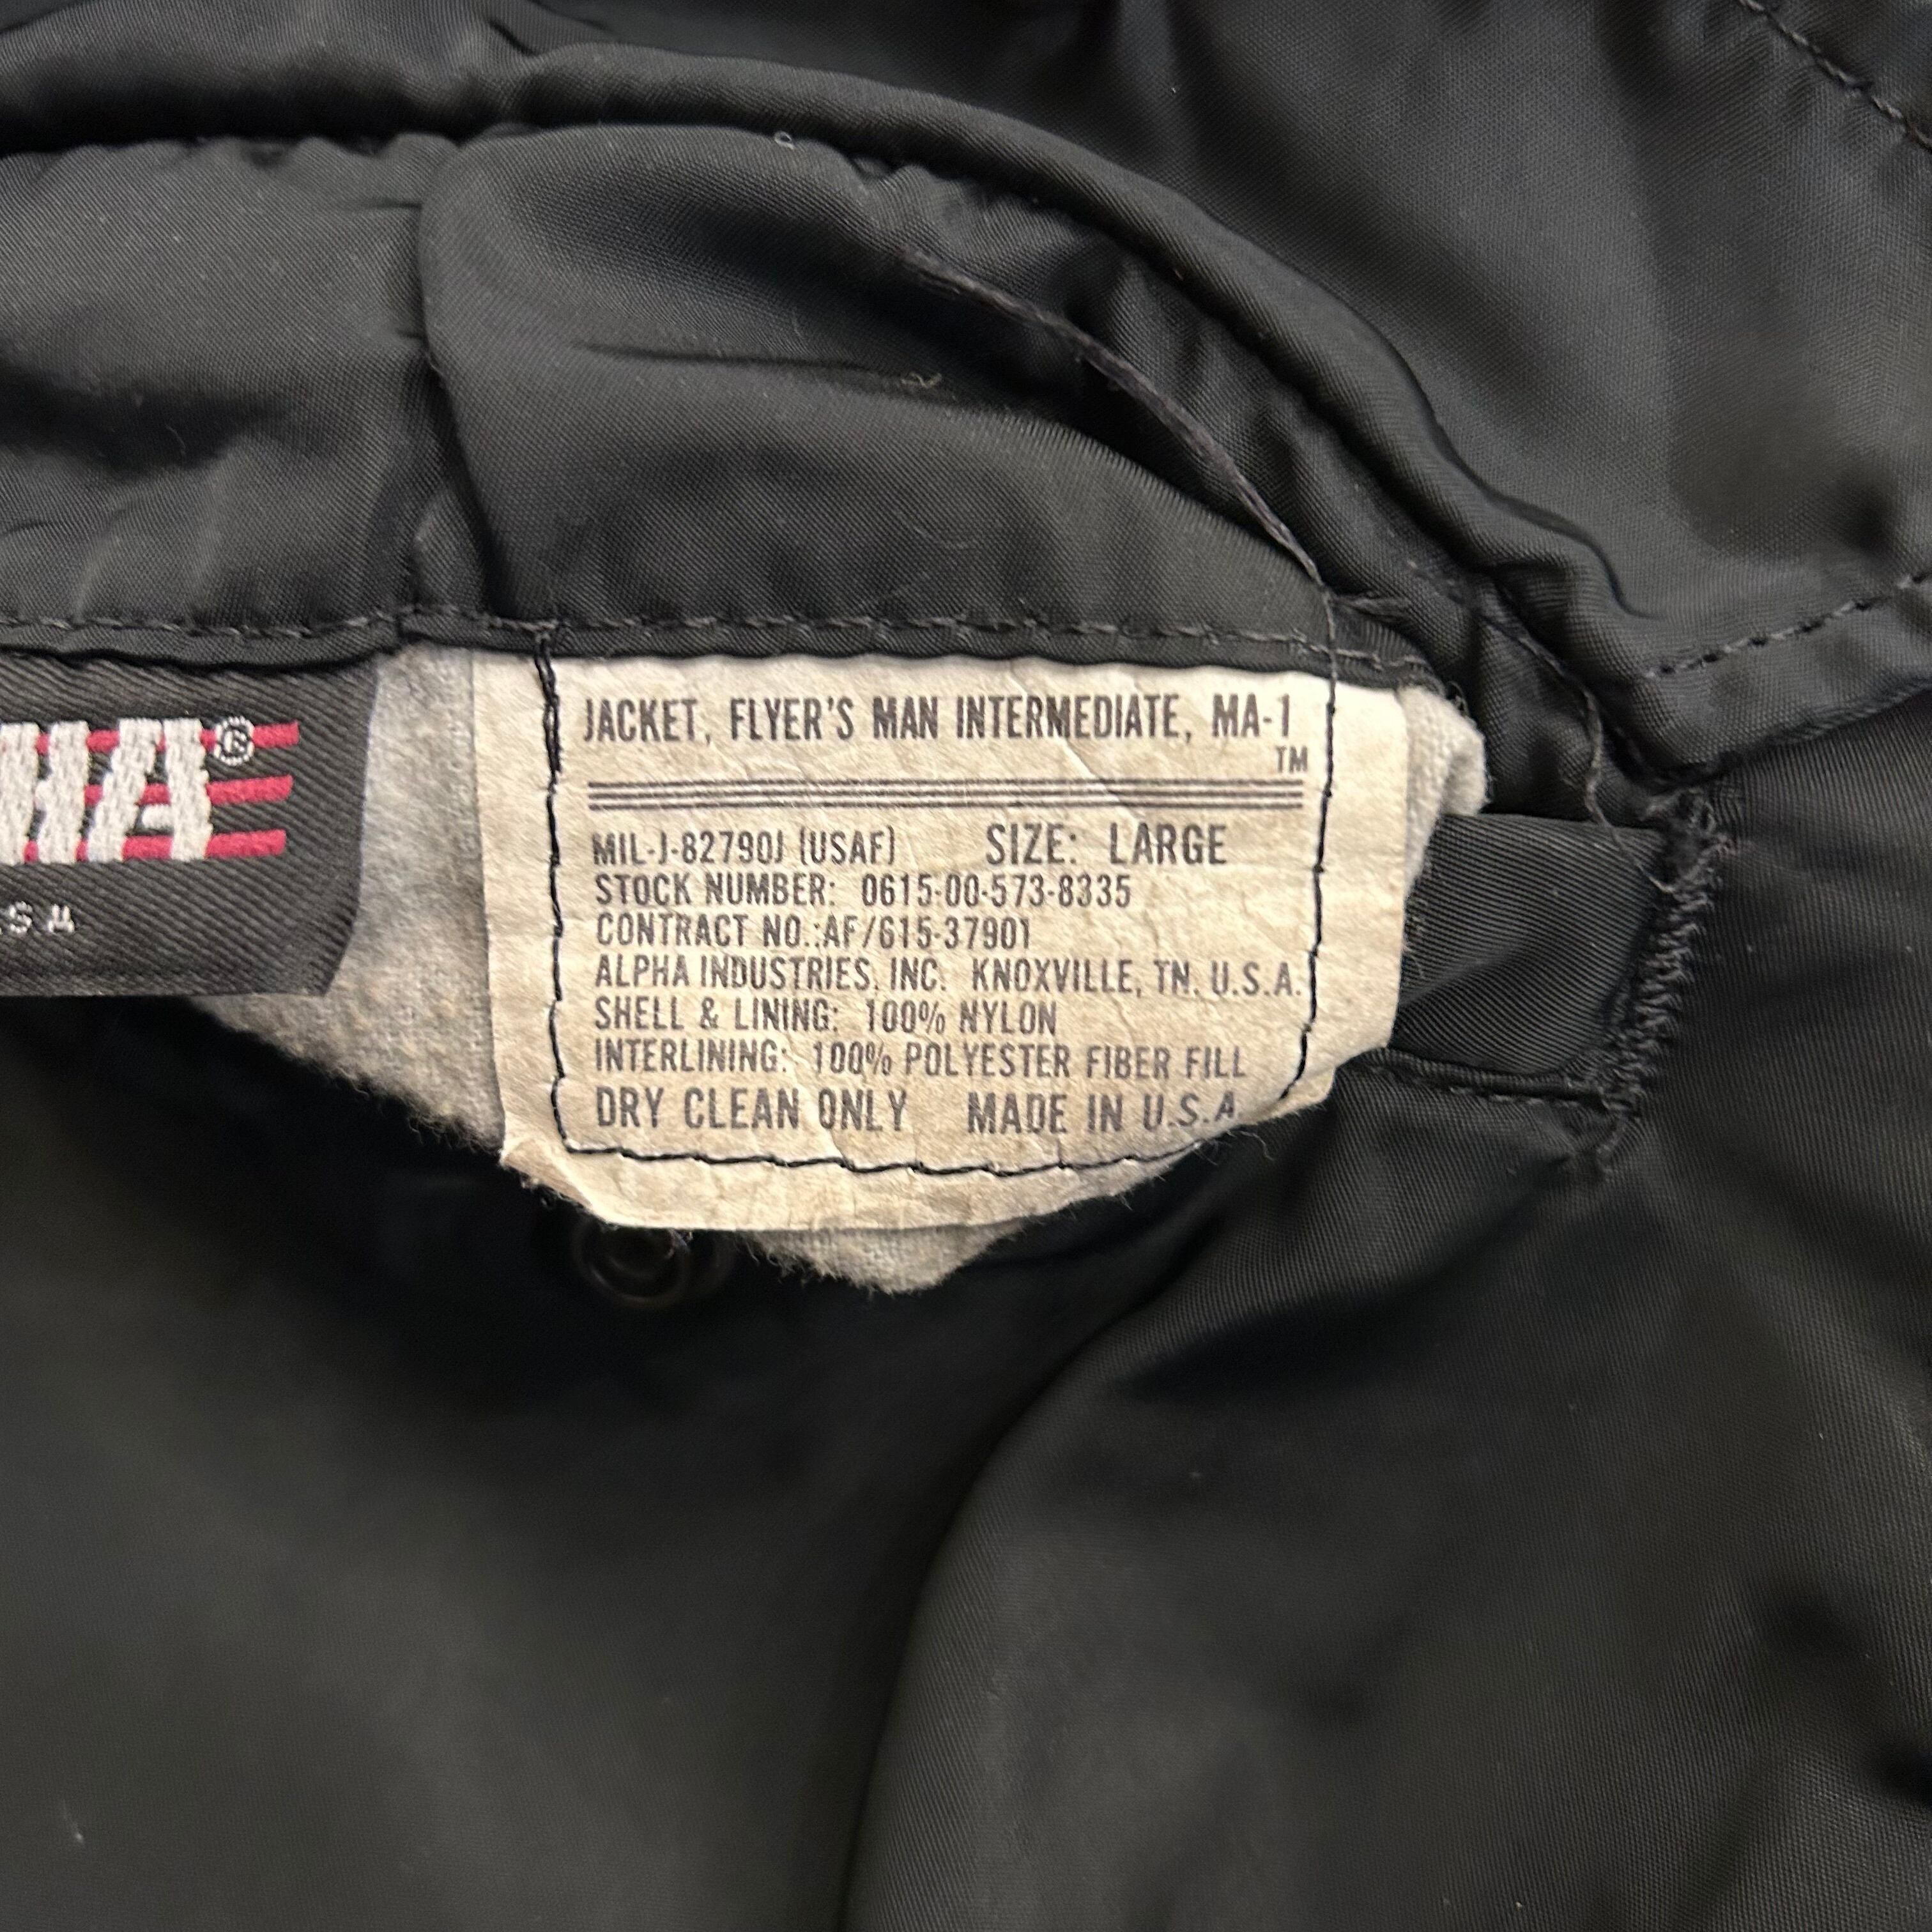 JACKET, FLYER'S MAN INTERMEDIATE, MA-1
TM
MIL-J-8279OJ (USAF) SIZE: LARGE
STOCK NUMBER: 0615-00-573-8335
CONTRACT NO.:AF/615-37901
ALPHA INDUSTRIES, INC. KNOXVILLE, TN. U.S.A.
SHELL & LINING: 100% NYLON
INTERLINING: 100% POLYESTER FIBER FILL
DRY CLEAN ONLY MADE IN U.S.A
HA®
.S.A